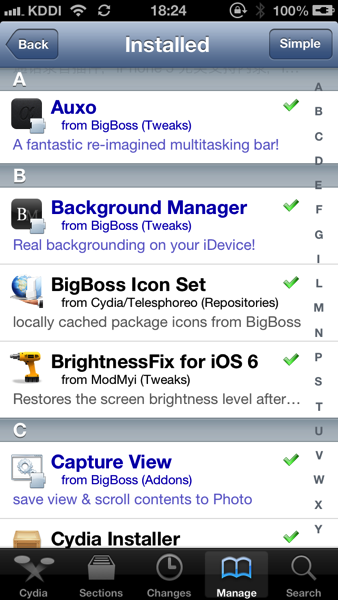 KDDI 18:24 100%
Back Installed Simple
A
Auxo
from BigBoss (Tweaks)
A fantastic re-imagined multitasking bar!
B
Background Manager
from BigBoss (Tweaks)
Real backgrounding on your iDevice!
BigBoss Icon Set
from Cydia/Telesphoreo (Repositories)
locally cached package icons from BigBoss
BrightnessFix for iOS 6
from ModMyi (Tweaks)
Restores the screen brightness level after…
C
Capture View
from BigBoss (Addons)
save view & scroll contents to Photo
Cydia Installer
A
B
C
D
E
F
G
I
L
M
N
P
S
T
U
V
W
X
Y
Cydia Sections Changes Manage Search